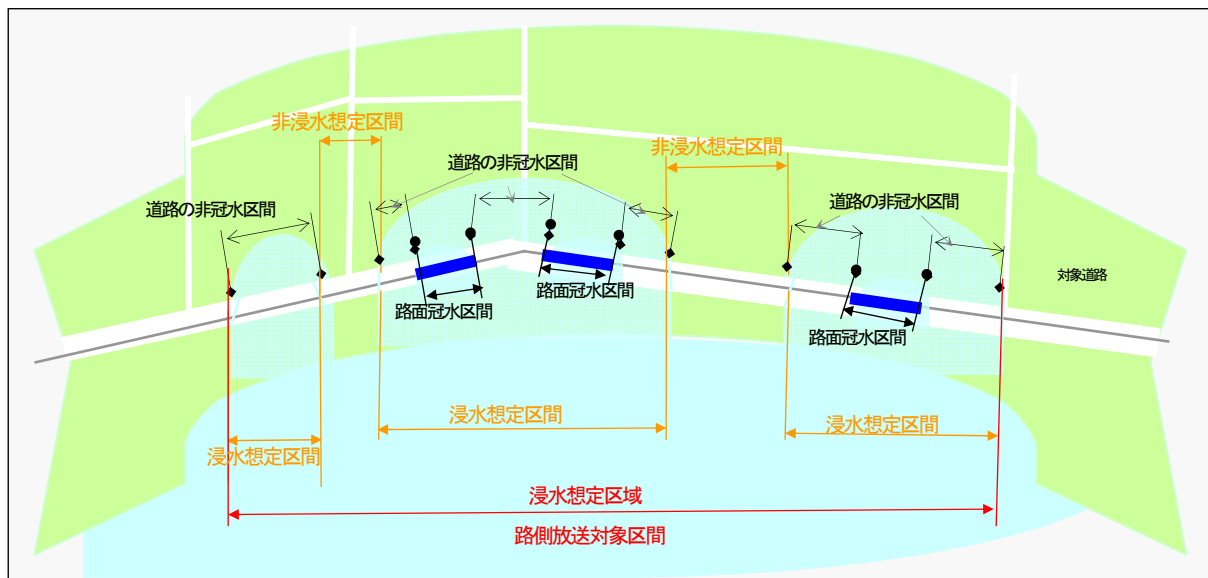 非浸水想定区間
非浸水想定区間
道路の非冠水区間
道路の非冠水区間
道路の非冠水区間
対象道路
路面冠水区間
路面冠水区間
路面冠水区間
浸水想定区間
浸水想定区間
浸水想定区間
浸水想定区域
路側放送対象区間